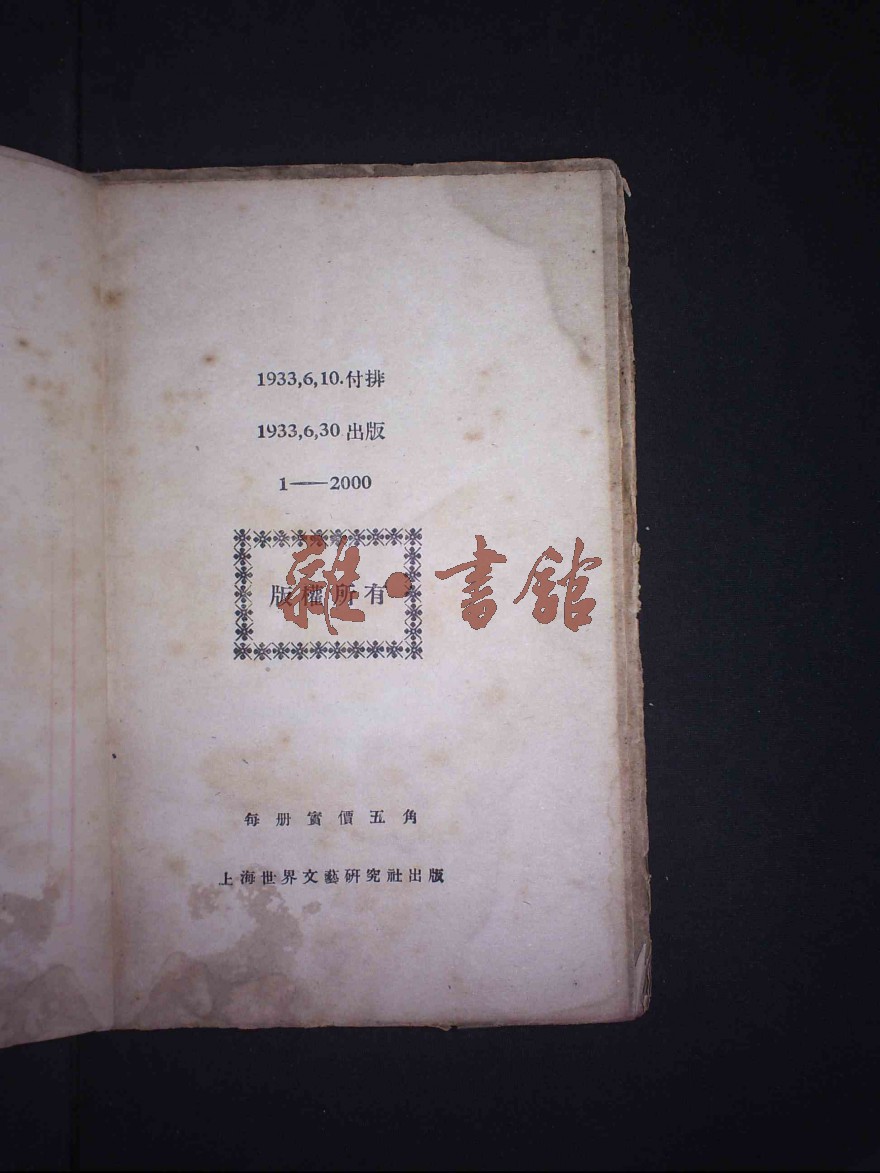 1933,6,10.付排
1933,6,30 出版
1——2000
版權所有
雜·書館
每册實價五角
上海世界文藝研究社出版